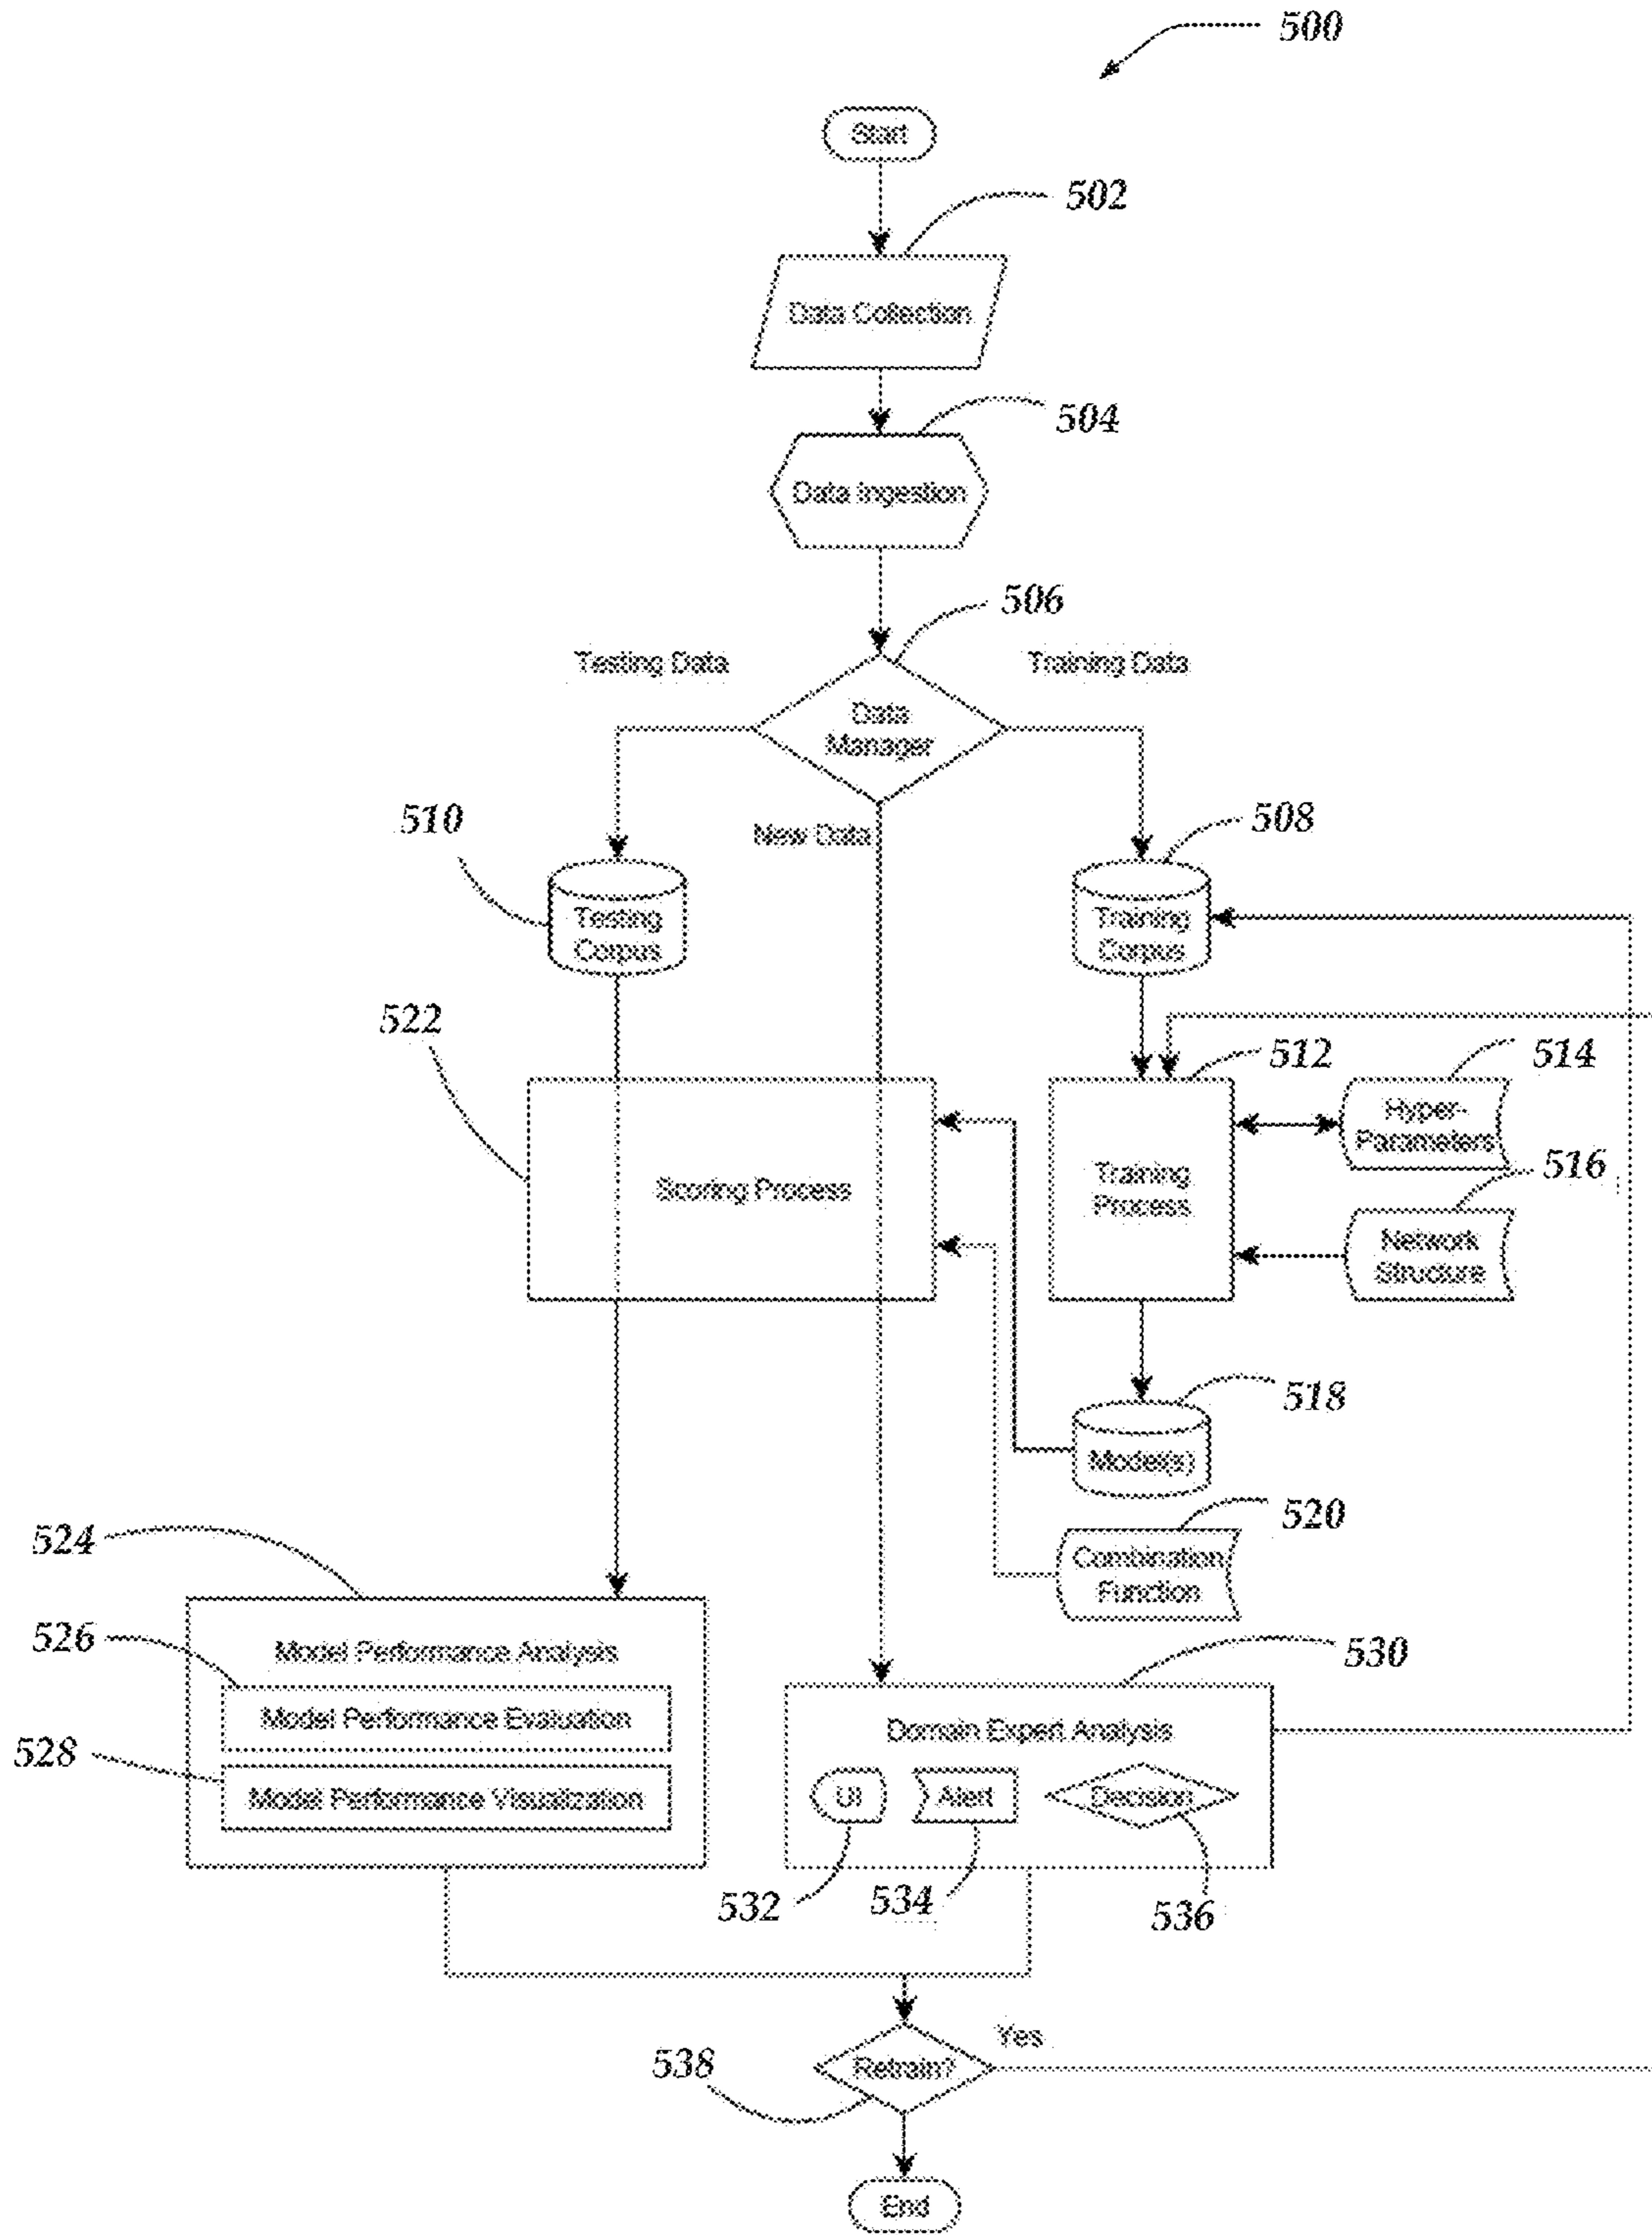 500
Start
502
Data Collection
504
Data Ingestion
506
Testing Data
Training Data
Data
Manager
510
New Data
508
Testing
Corpus
Training
Corpus
522
512
514
Hyper-
Parameters
516
Scoring Process
Training
Process
Network
Structure
518
Model(s)
520
Combination
Function
524
526
Model Performance Analysis
530
Model Performance Evaluation
Domain Expert Analysis
528
Model Performance Visualization
UI
Alert
Decision
532
534
536
Yes
538
Retrain?
End